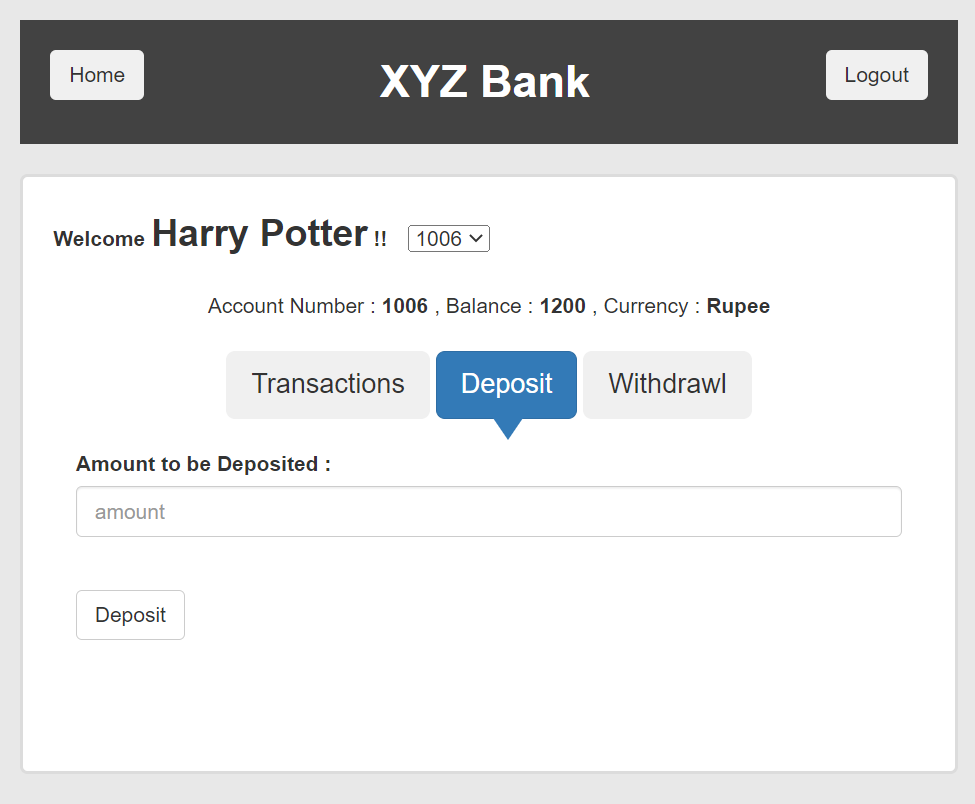 Home XYZ Bank Logout
Welcome Harry Potter !! 1006
Account Number : 1006 , Balance : 1200 , Currency : Rupee
Transactions Deposit Withdrawl
Amount to be Deposited :
amount
Deposit